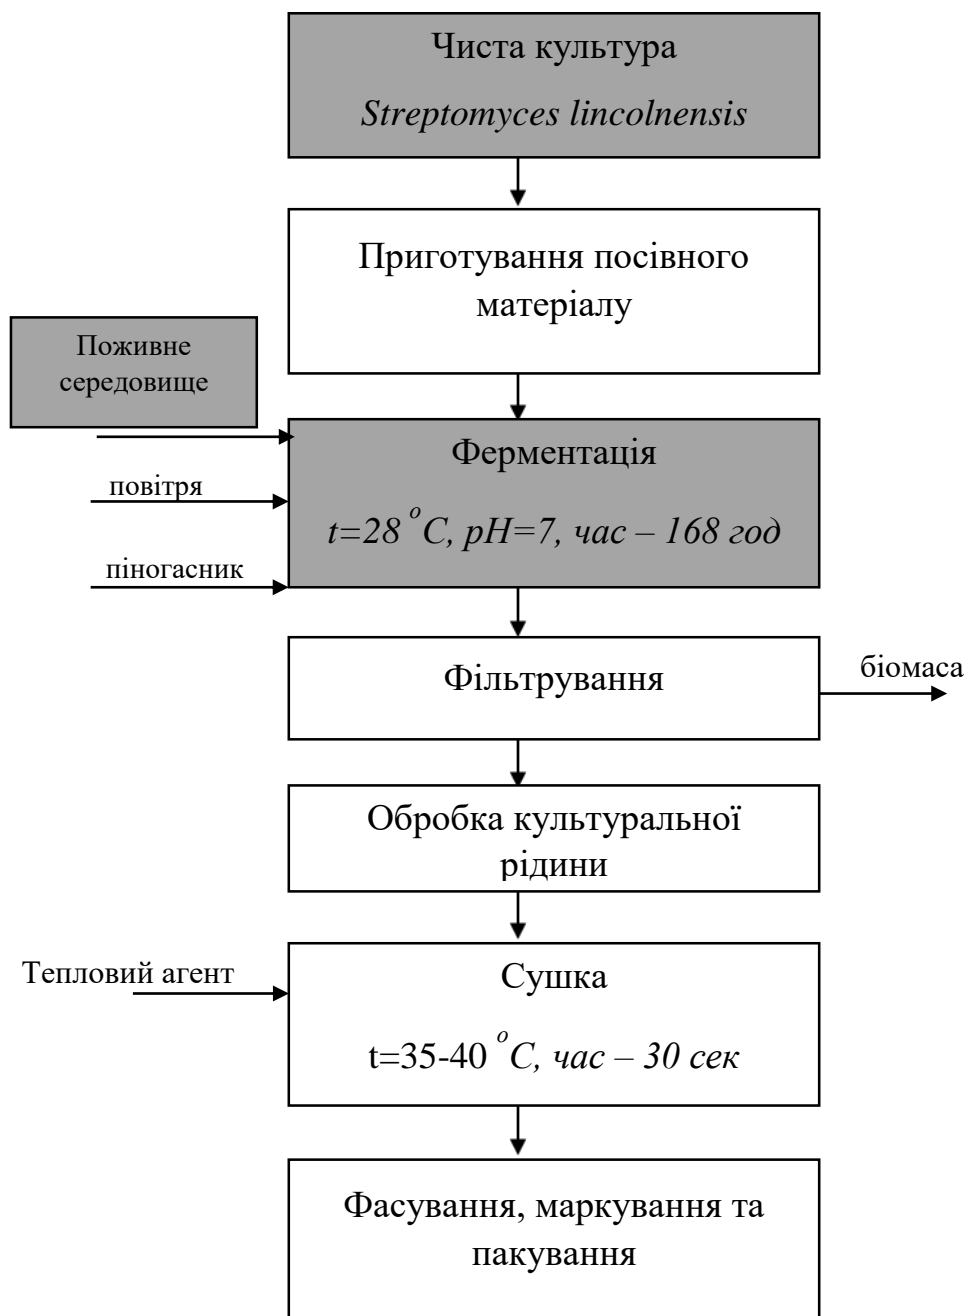 Чиста культура
Streptomyces lincolnensis
Приготування посівного
матеріалу
Поживне
середовище
Ферментація
повітря
t=28 °C, pH=7, час – 168 год
піногасник
Фільтрування
біомаса
Обробка культуральної
рідини
Тепловий агент
Сушка
t=35-40 °C, час – 30 сек
Фасування, маркування та
пакування